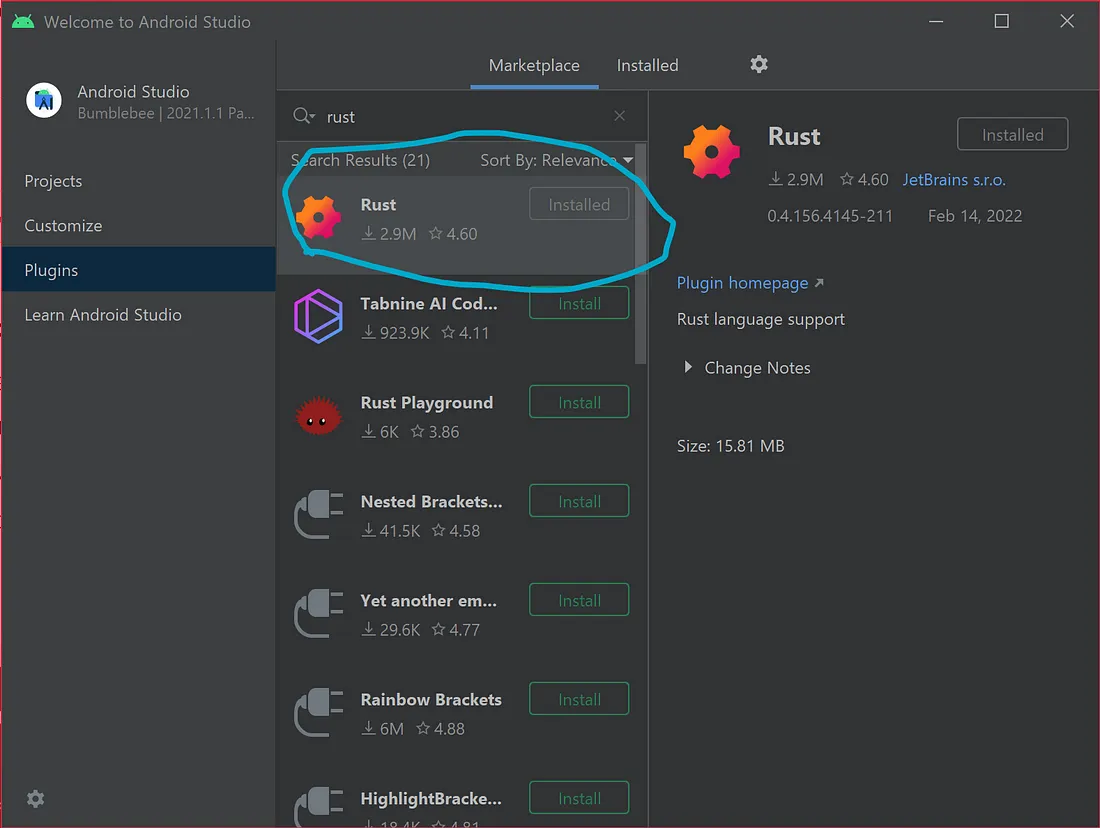 Welcome to Android Studio
Android Studio
Bumblebee | 2021.1.1 Pa...
Projects
Customize
Plugins
Learn Android Studio
Marketplace
Installed
rust
Search Results (21)
Sort By: Relevance
Rust
Installed
2.9M 4.60
Tabnine AI Cod...
Install
923.9K 4.11
Rust Playground
Install
6K 3.86
Nested Brackets...
Install
41.5K 4.58
Yet another em...
Install
29.6K 4.77
Rainbow Brackets
Install
6M 4.88
HighlightBracke...
Install
18.4K 4.81
Rust
Installed
2.9M 4.60 JetBrains s.r.o.
0.4.156.4145-211 Feb 14, 2022
Plugin homepage
Rust language support
Change Notes
Size: 15.81 MB